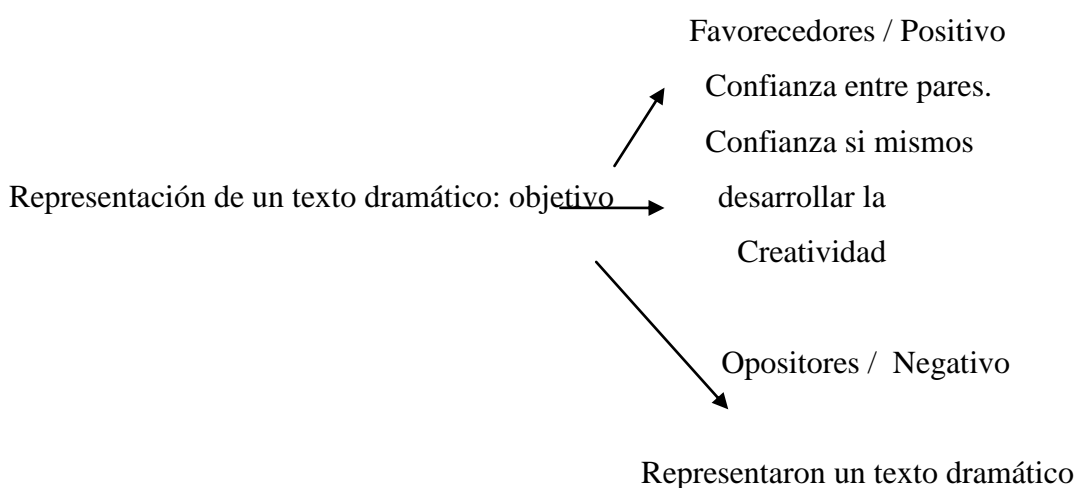 Favorecedores / Positivo
Confianza entre pares.
Confianza si mismos
Representación de un texto dramático: objetivo
desarrollar la
Creatividad
Opositores / Negativo
Representaron un texto dramático